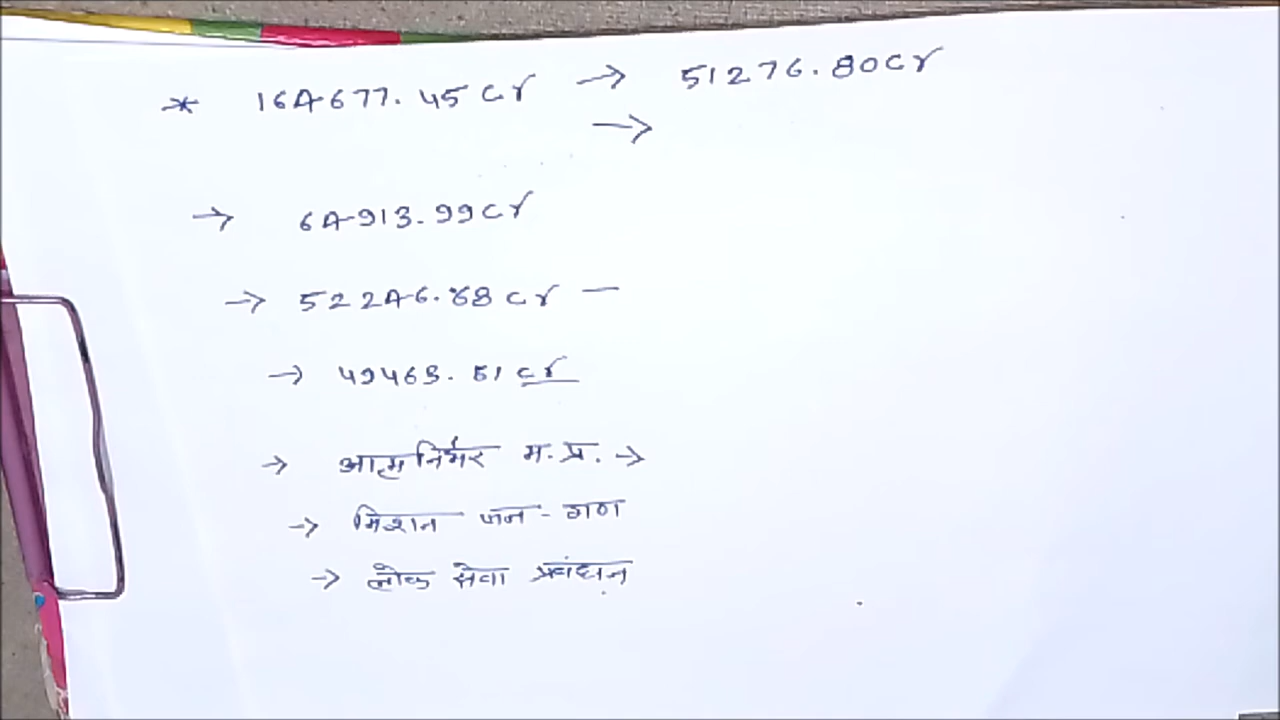 * 164677.45 Cr → 51276.80Cr
→
→ 64913.99Cr
→ 52246.68 Cr —
→ 49463.51 Cr
→ आत्मनिर्भर म.प्र. →
→ मिशन जन - गण
→ लोक सेवा प्रबंधन